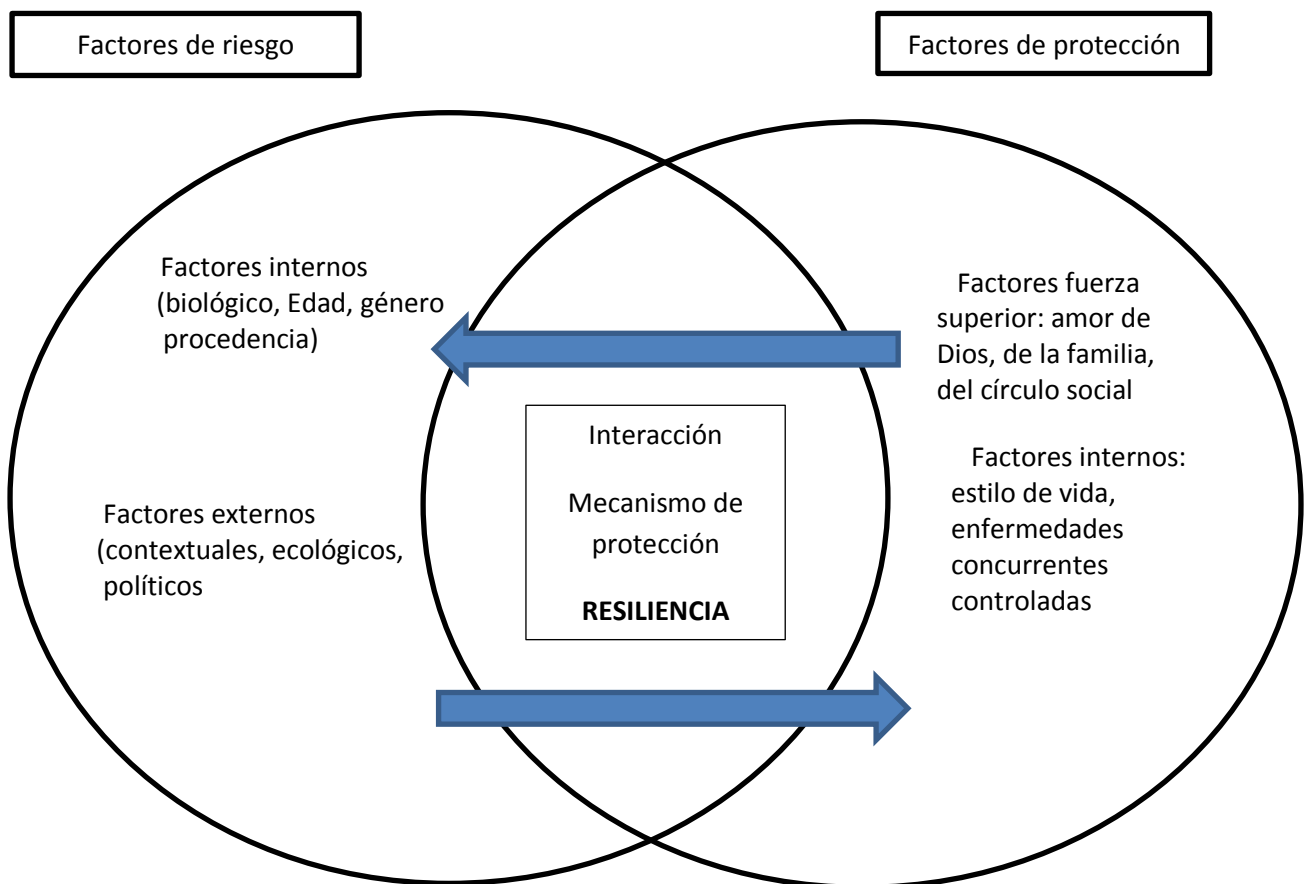 Factores de riesgo
Factores de protección
Factores internos
(biológico, Edad, género
procedencia)
Factores externos
(contextuales, ecológicos,
políticos
Interacción
Mecanismo de
protección
RESILIENCIA
Factores fuerza
superior: amor de
Dios, de la familia,
del círculo social
Factores internos:
estilo de vida,
enfermedades
concurrentes
controladas